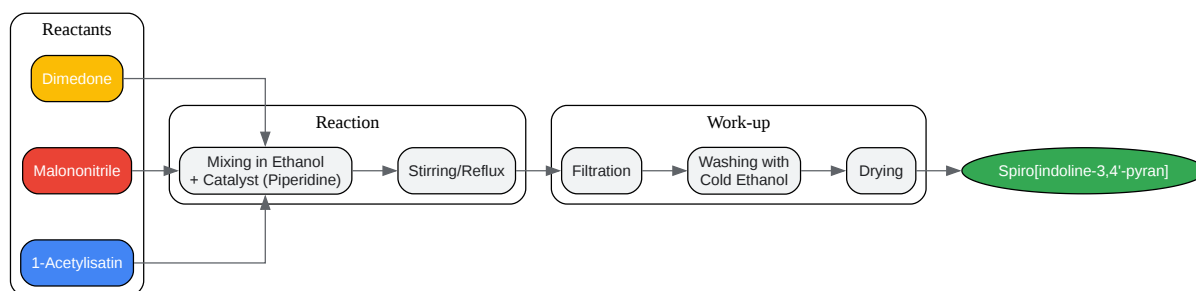 Reactants
Dimedone
Malononitrile
1-Acetylisatin
Reaction
Mixing in Ethanol
+ Catalyst (Piperidine)
Stirring/Reflux
Work-up
Filtration
Washing with
Cold Ethanol
Drying
Spiro[indoline-3,4'-pyran]